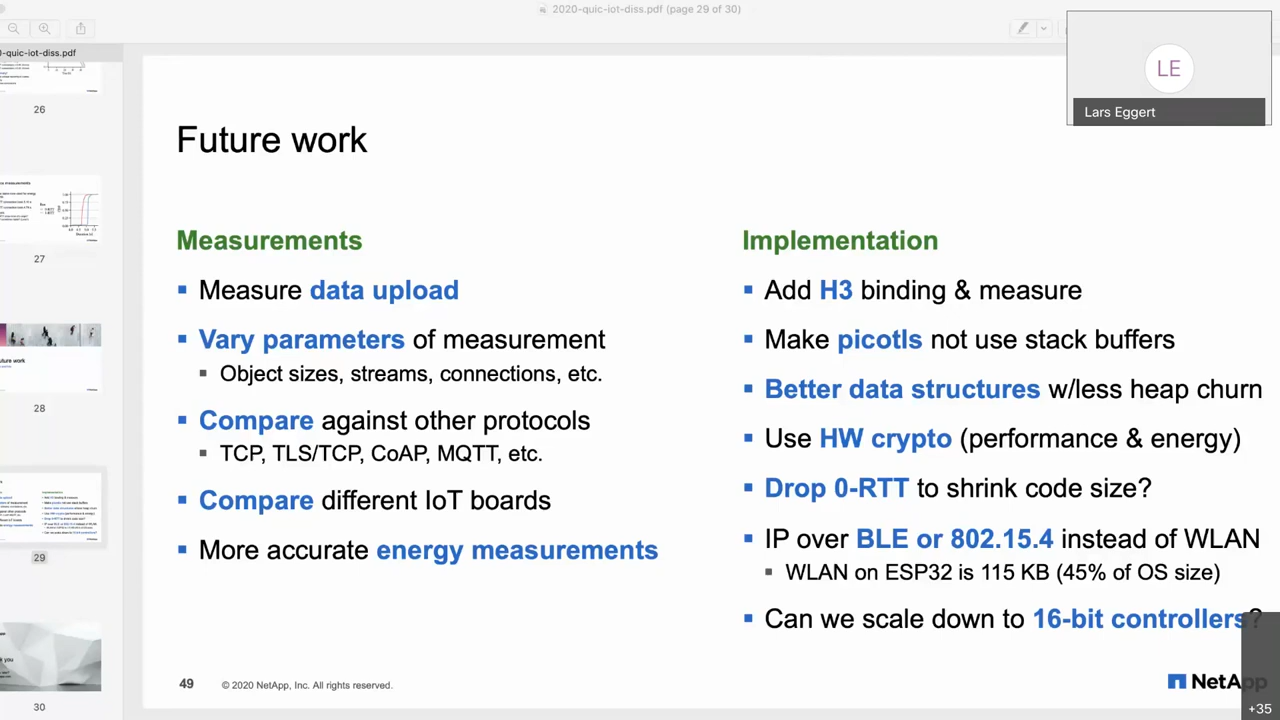 2020-quic-iot-diss.pdf (page 29 of 30)
-quic-iot-diss.pdf
LE
Lars Eggert
26
27
28
29
30
Future work
Measurements
▪ Measure data upload
▪ Vary parameters of measurement
▪ Object sizes, streams, connections, etc.
▪ Compare against other protocols
▪ TCP, TLS/TCP, CoAP, MQTT, etc.
▪ Compare different IoT boards
▪ More accurate energy measurements
Implementation
▪ Add H3 binding & measure
▪ Make picotls not use stack buffers
▪ Better data structures w/less heap churn
▪ Use HW crypto (performance & energy)
▪ Drop 0-RTT to shrink code size?
▪ IP over BLE or 802.15.4 instead of WLAN
▪ WLAN on ESP32 is 115 KB (45% of OS size)
▪ Can we scale down to 16-bit controllers?
49 © 2020 NetApp, Inc. All rights reserved.
NetApp
+35